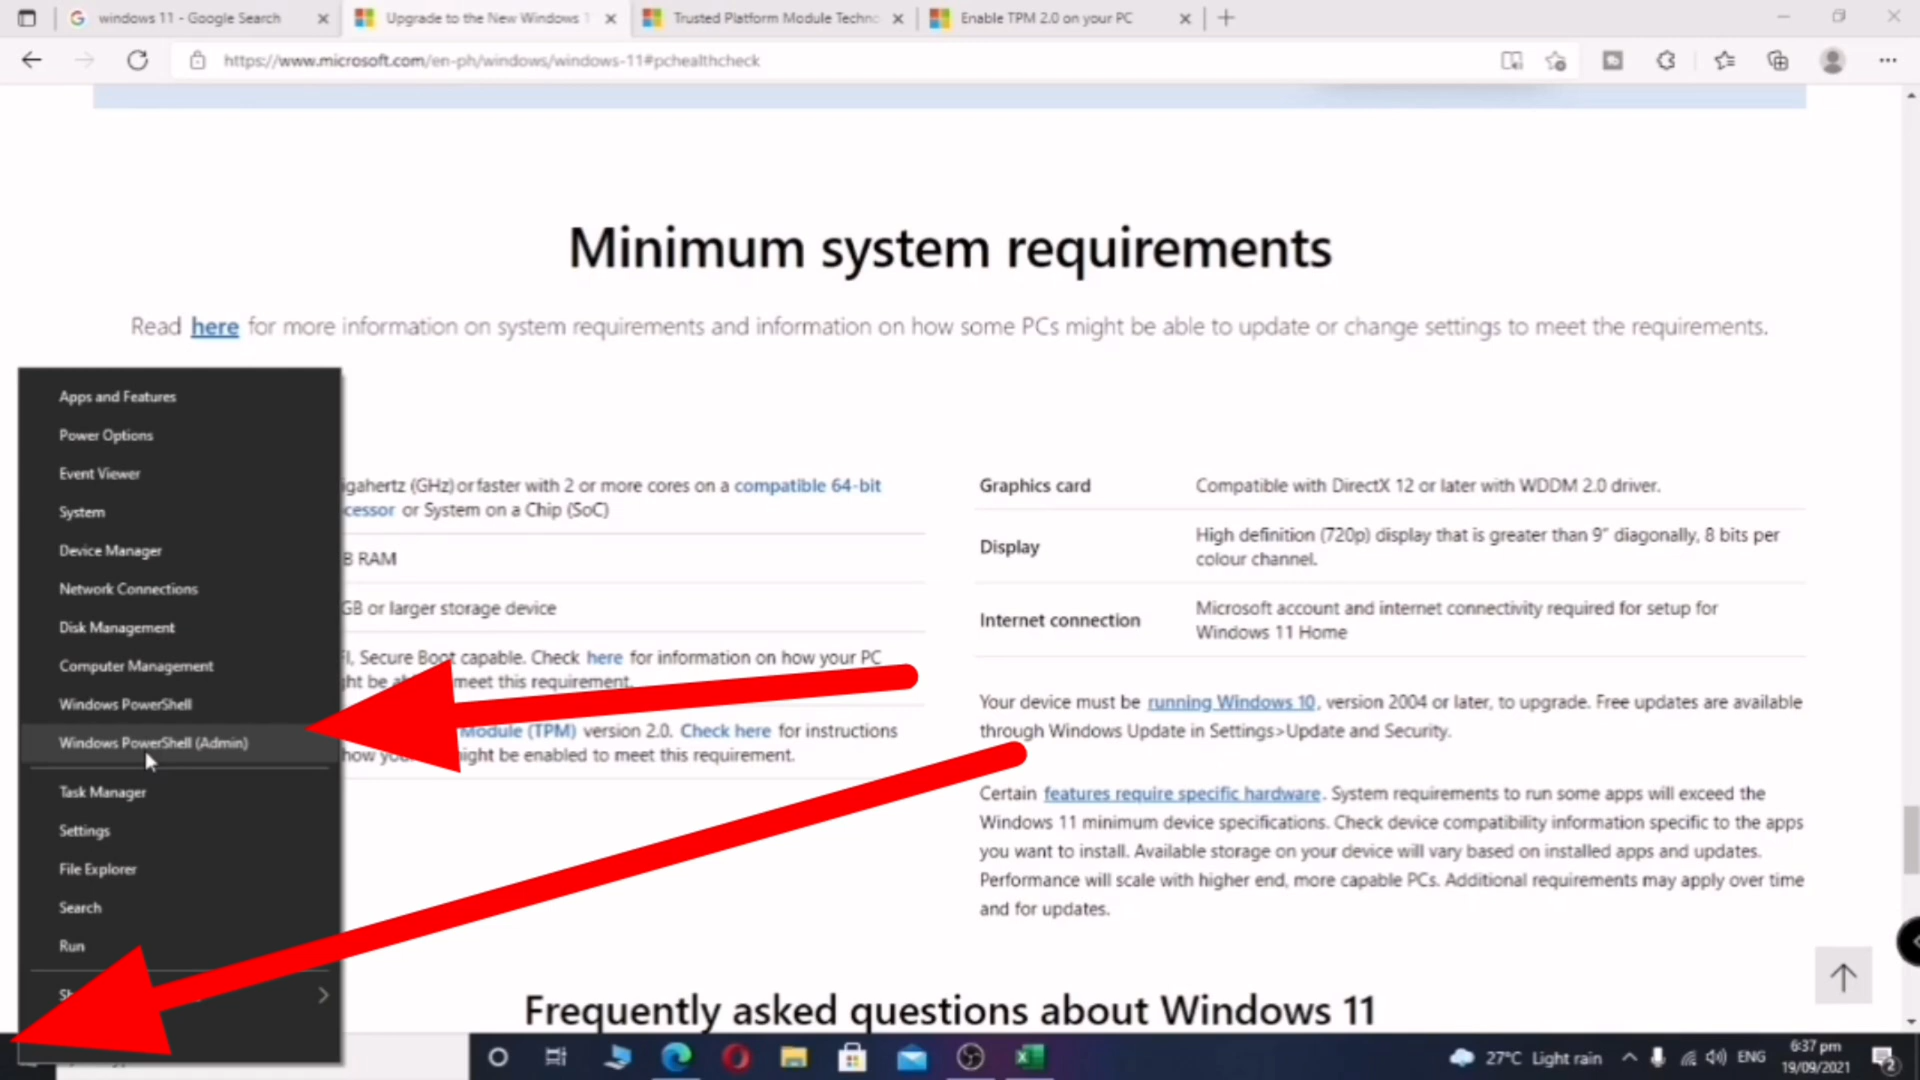 windows 11 - Google Search
Upgrade to the New Windows 1
Trusted Platform Module Techno
Enable TPM 2.0 on your PC
https://www.microsoft.com/en-ph/windows/windows-11#pchealthcheck
Minimum system requirements
Read here for more information on system requirements and information on how some PCs might be able to update or change settings to meet the requirements.
Apps and Features
Power Options
Event Viewer
System
Device Manager
Network Connections
Disk Management
Computer Management
Windows PowerShell
Windows PowerShell (Admin)
Task Manager
Settings
File Explorer
Search
Run
igahertz (GHz) or faster with 2 or more cores on a compatible 64-bit
cessor or System on a Chip (SoC)
B RAM
GB or larger storage device
I, Secure Boot capable. Check here for information on how your PC
ght be meet this requirement.
Module (TPM) version 2.0. Check here for instructions
how ight be enabled to meet this requirement.
Graphics card
Compatible with DirectX 12 or later with WDDM 2.0 driver.
Display
High definition (720p) display that is greater than 9" diagonally, 8 bits per
colour channel.
Internet connection
Microsoft account and internet connectivity required for setup for
Windows 11 Home
Your device must be running Windows 10, version 2004 or later, to upgrade. Free updates are available
through Windows Update in Settings>Update and Security.
Certain features require specific hardware. System requirements to run some apps will exceed the
Windows 11 minimum device specifications. Check device compatibility information specific to the apps
you want to install. Available storage on your device will vary based on installed apps and updates.
Performance will scale with higher end, more capable PCs. Additional requirements may apply over time
and for updates.
Frequently asked questions about Windows 11
27°C Light rain
ENG
6:37 pm
19/09/2021
2